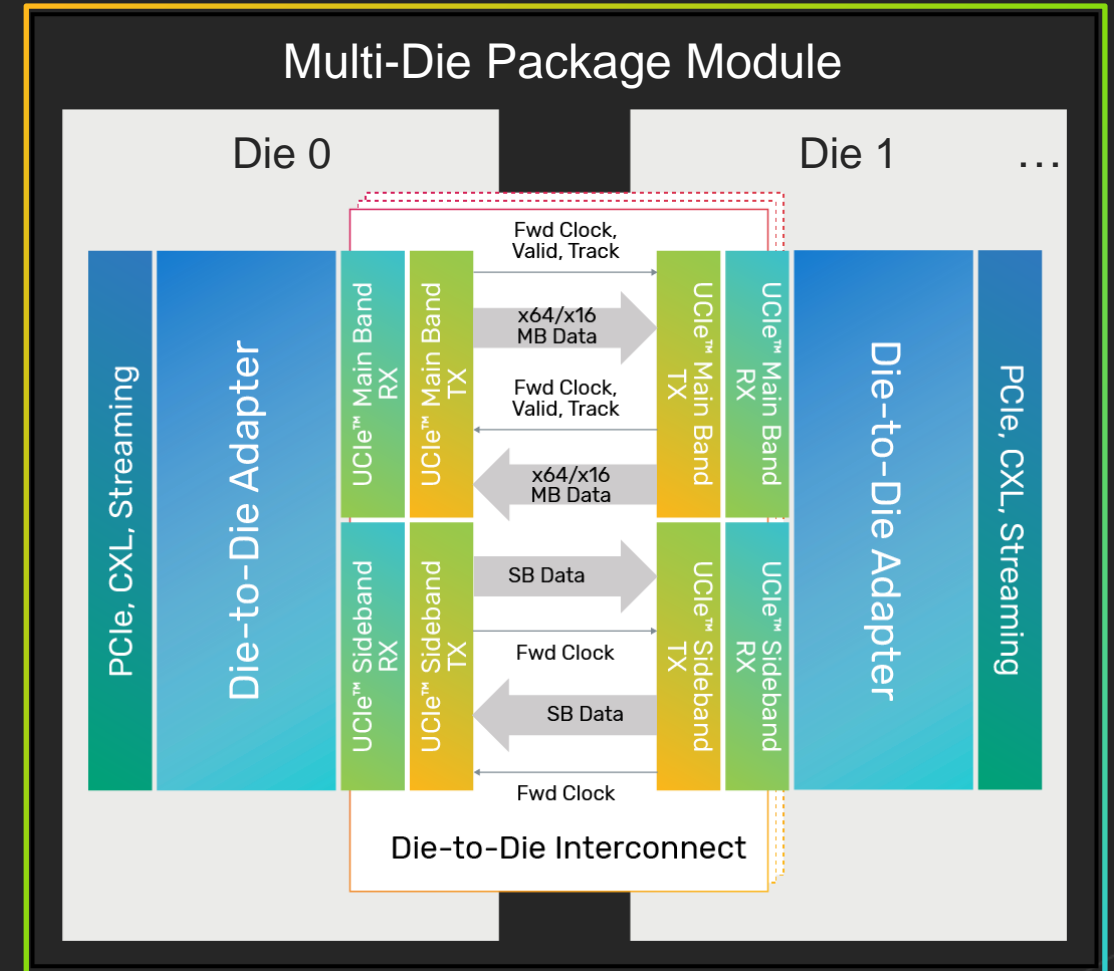 Multi-Die Package Module
Die 0
Die 1
...
PCIe, CXL, Streaming
Die-to-Die Adapter
UCIe™ Main Band
RX
UCIe™ Main Band
TX
UCIe™ Sideband
RX
UCIe™ Sideband
TX
Fwd Clock,
Valid, Track
x64/x16
MB Data
Fwd Clock,
Valid, Track
x64/x16
MB Data
SB Data
Fwd Clock
SB Data
Fwd Clock
Die-to-Die Interconnect
UCIe™ Main Band
TX
UCIe™ Main Band
RX
UCIe™ Sideband
TX
UCIe™ Sideband
RX
Die-to-Die Adapter
PCIe, CXL, Streaming